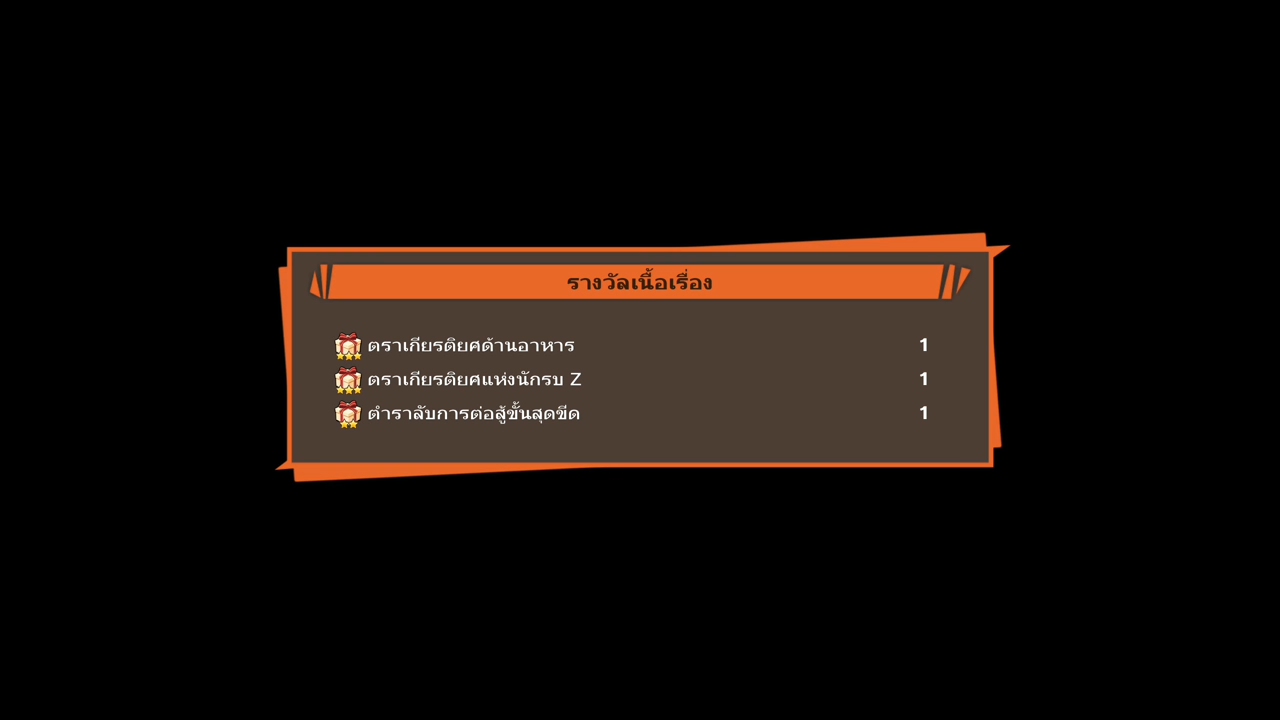 รางวัลเนื้อเรื่อง
ตราเกียรติยศด้านอาหาร 1
ตราเกียรติยศแห่งนักรบ Z 1
ตำราลับการต่อสู้ขั้นสุดขีด 1